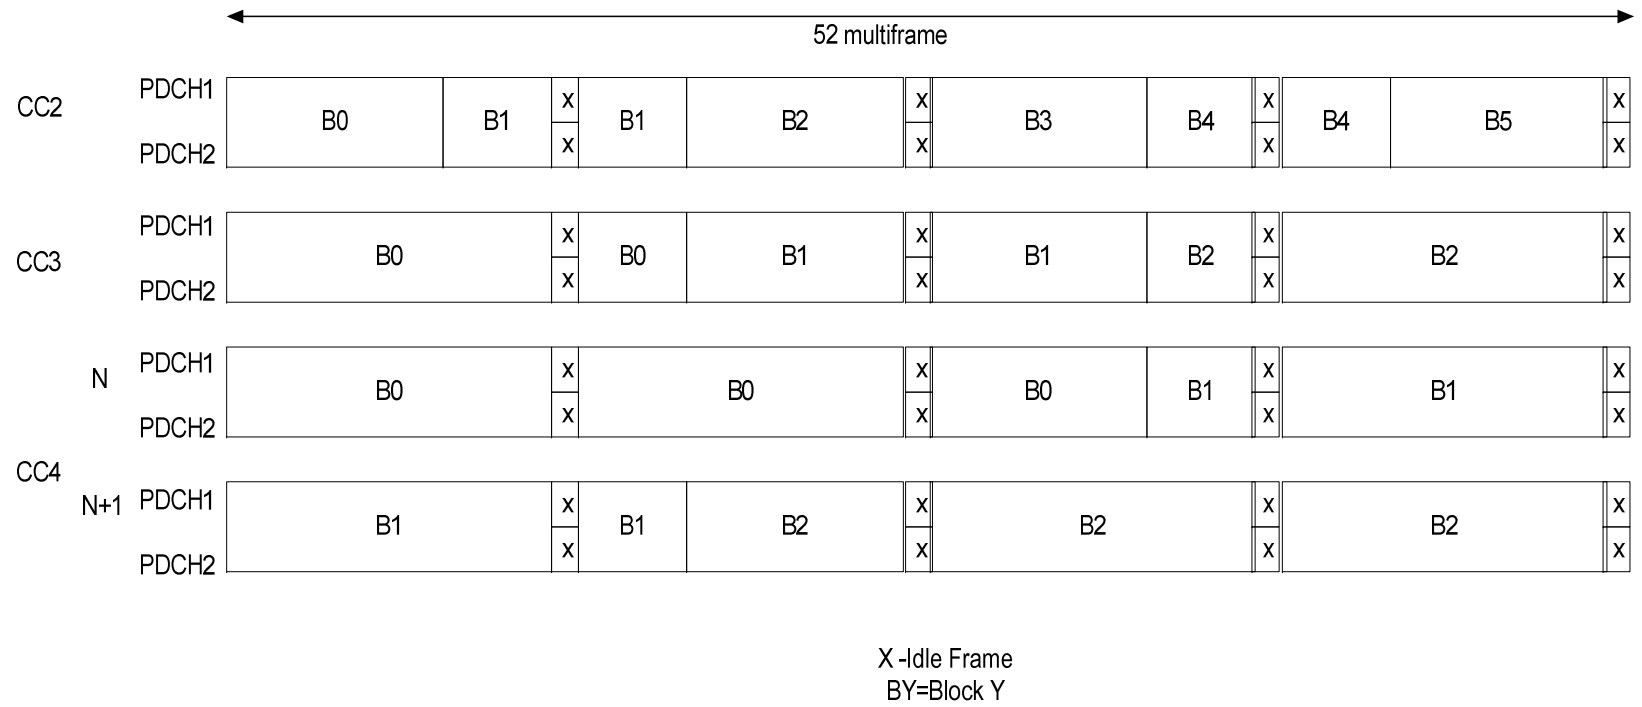 52 multiframe
CC2
PDCH1
B0 B1 x B1 B2 x B3 B4 x B4 B5 x
PDCH2
x x x x
CC3
PDCH1
B0 x B0 B1 x B1 B2 x B2 x
PDCH2
x x x x
CC4
N
PDCH1
B0 x B0 x B0 B1 x B1 x
PDCH2
x x x x
N+1
PDCH1
B1 x B1 B2 x B2 x B2 x
PDCH2
x x x x
X -Idle Frame
BY=Block Y